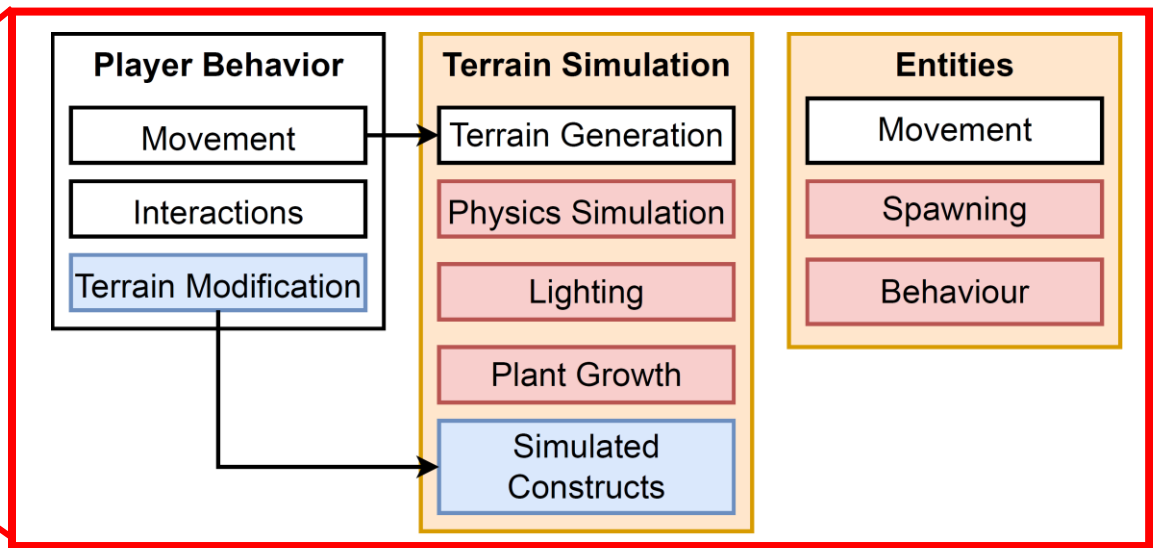 Player Behavior
Movement
Interactions
Terrain Modification
Terrain Simulation
Terrain Generation
Physics Simulation
Lighting
Plant Growth
Simulated
Constructs
Entities
Movement
Spawning
Behaviour